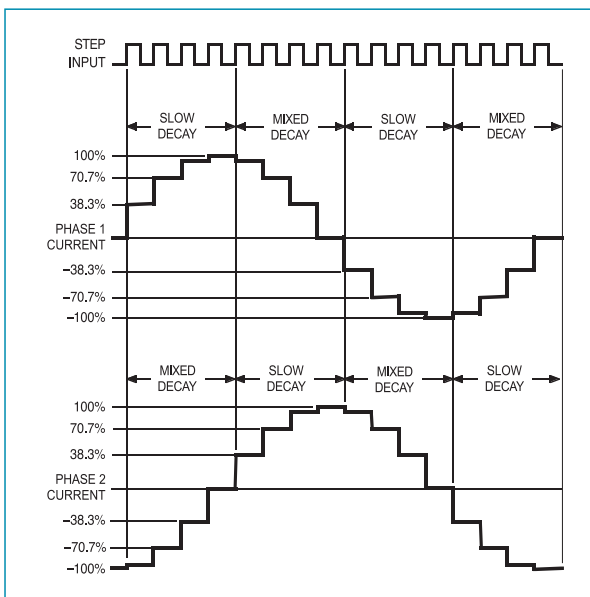 STEP
INPUT
SLOW
DECAY
MIXED
DECAY
SLOW
DECAY
MIXED
DECAY
100%
70.7%
38.3%
PHASE 1
CURRENT
–38.3%
–70.7%
–100%
MIXED
DECAY
SLOW
DECAY
MIXED
DECAY
SLOW
DECAY
100%
70.7%
38.3%
PHASE 2
CURRENT
–38.3%
–70.7%
–100%